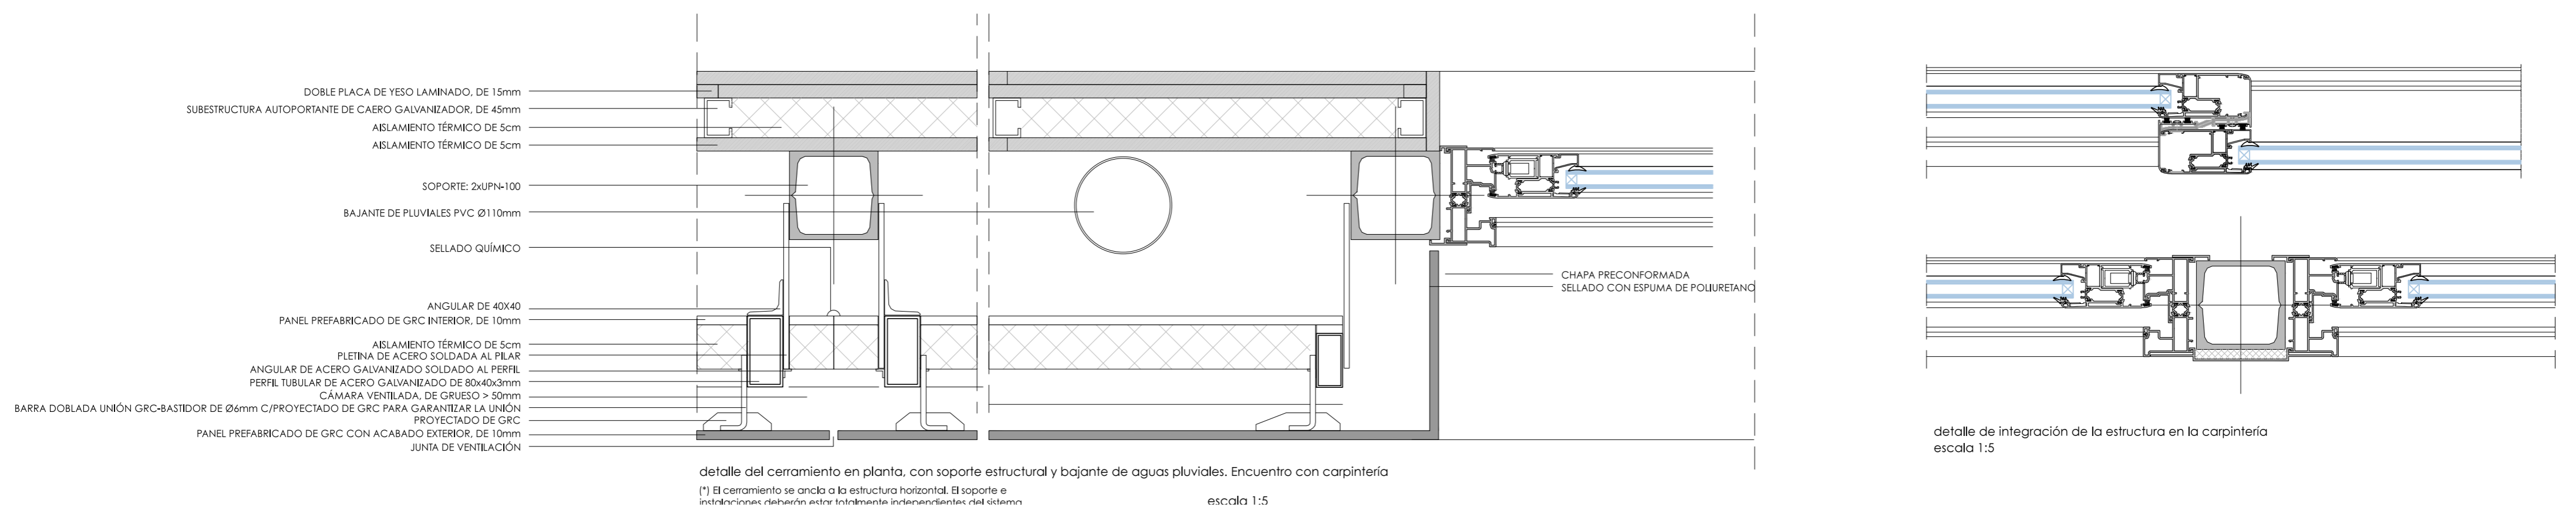 DOBLE PLACA DE YESO LAMINADO, DE 15mm
SUBESTRUCTURA AUTOPORTANTE DE CAERO GALVANIZADOR, DE 45mm
AISLAMIENTO TÉRMICO DE 5cm
AISLAMIENTO TÉRMICO DE 5cm
SOPORTE: 2xUPN-100
BAJANTE DE PLUVIALES PVC Ø110mm
SELLADO QUÍMICO
ANGULAR DE 40X40
PANEL PREFABRICADO DE GRC INTERIOR, DE 10mm
AISLAMIENTO TÉRMICO DE 5cm
PLETINA DE ACERO SOLDADA AL PILAR
ANGULAR DE ACERO GALVANIZADO SOLDADO AL PERFIL
PERFIL TUBULAR DE ACERO GALVANIZADO DE 80x40x3mm
CÁMARA VENTILADA, DE GRUESO > 50mm
BARRA DOBLADA UNIÓN GRC-BASTIDOR DE Ø6mm C/PROYECTADO DE GRC PARA GARANTIZAR LA UNIÓN
PROYECTADO DE GRC
PANEL PREFABRICADO DE GRC CON ACABADO EXTERIOR, DE 10mm
JUNTA DE VENTILACIÓN
CHAPA PRECONFORMADA
SELLADO CON ESPUMA DE POLIURETANO
detalle del cerramiento en planta, con soporte estructural y bajante de aguas pluviales. Encuentro con carpintería
(*) El cerramiento se ancla a la estructura horizontal. El soporte e
instalaciones deberán estar totalmente independientes del sistema
escala 1:5
detalle de integración de la estructura en la carpintería
escala 1:5